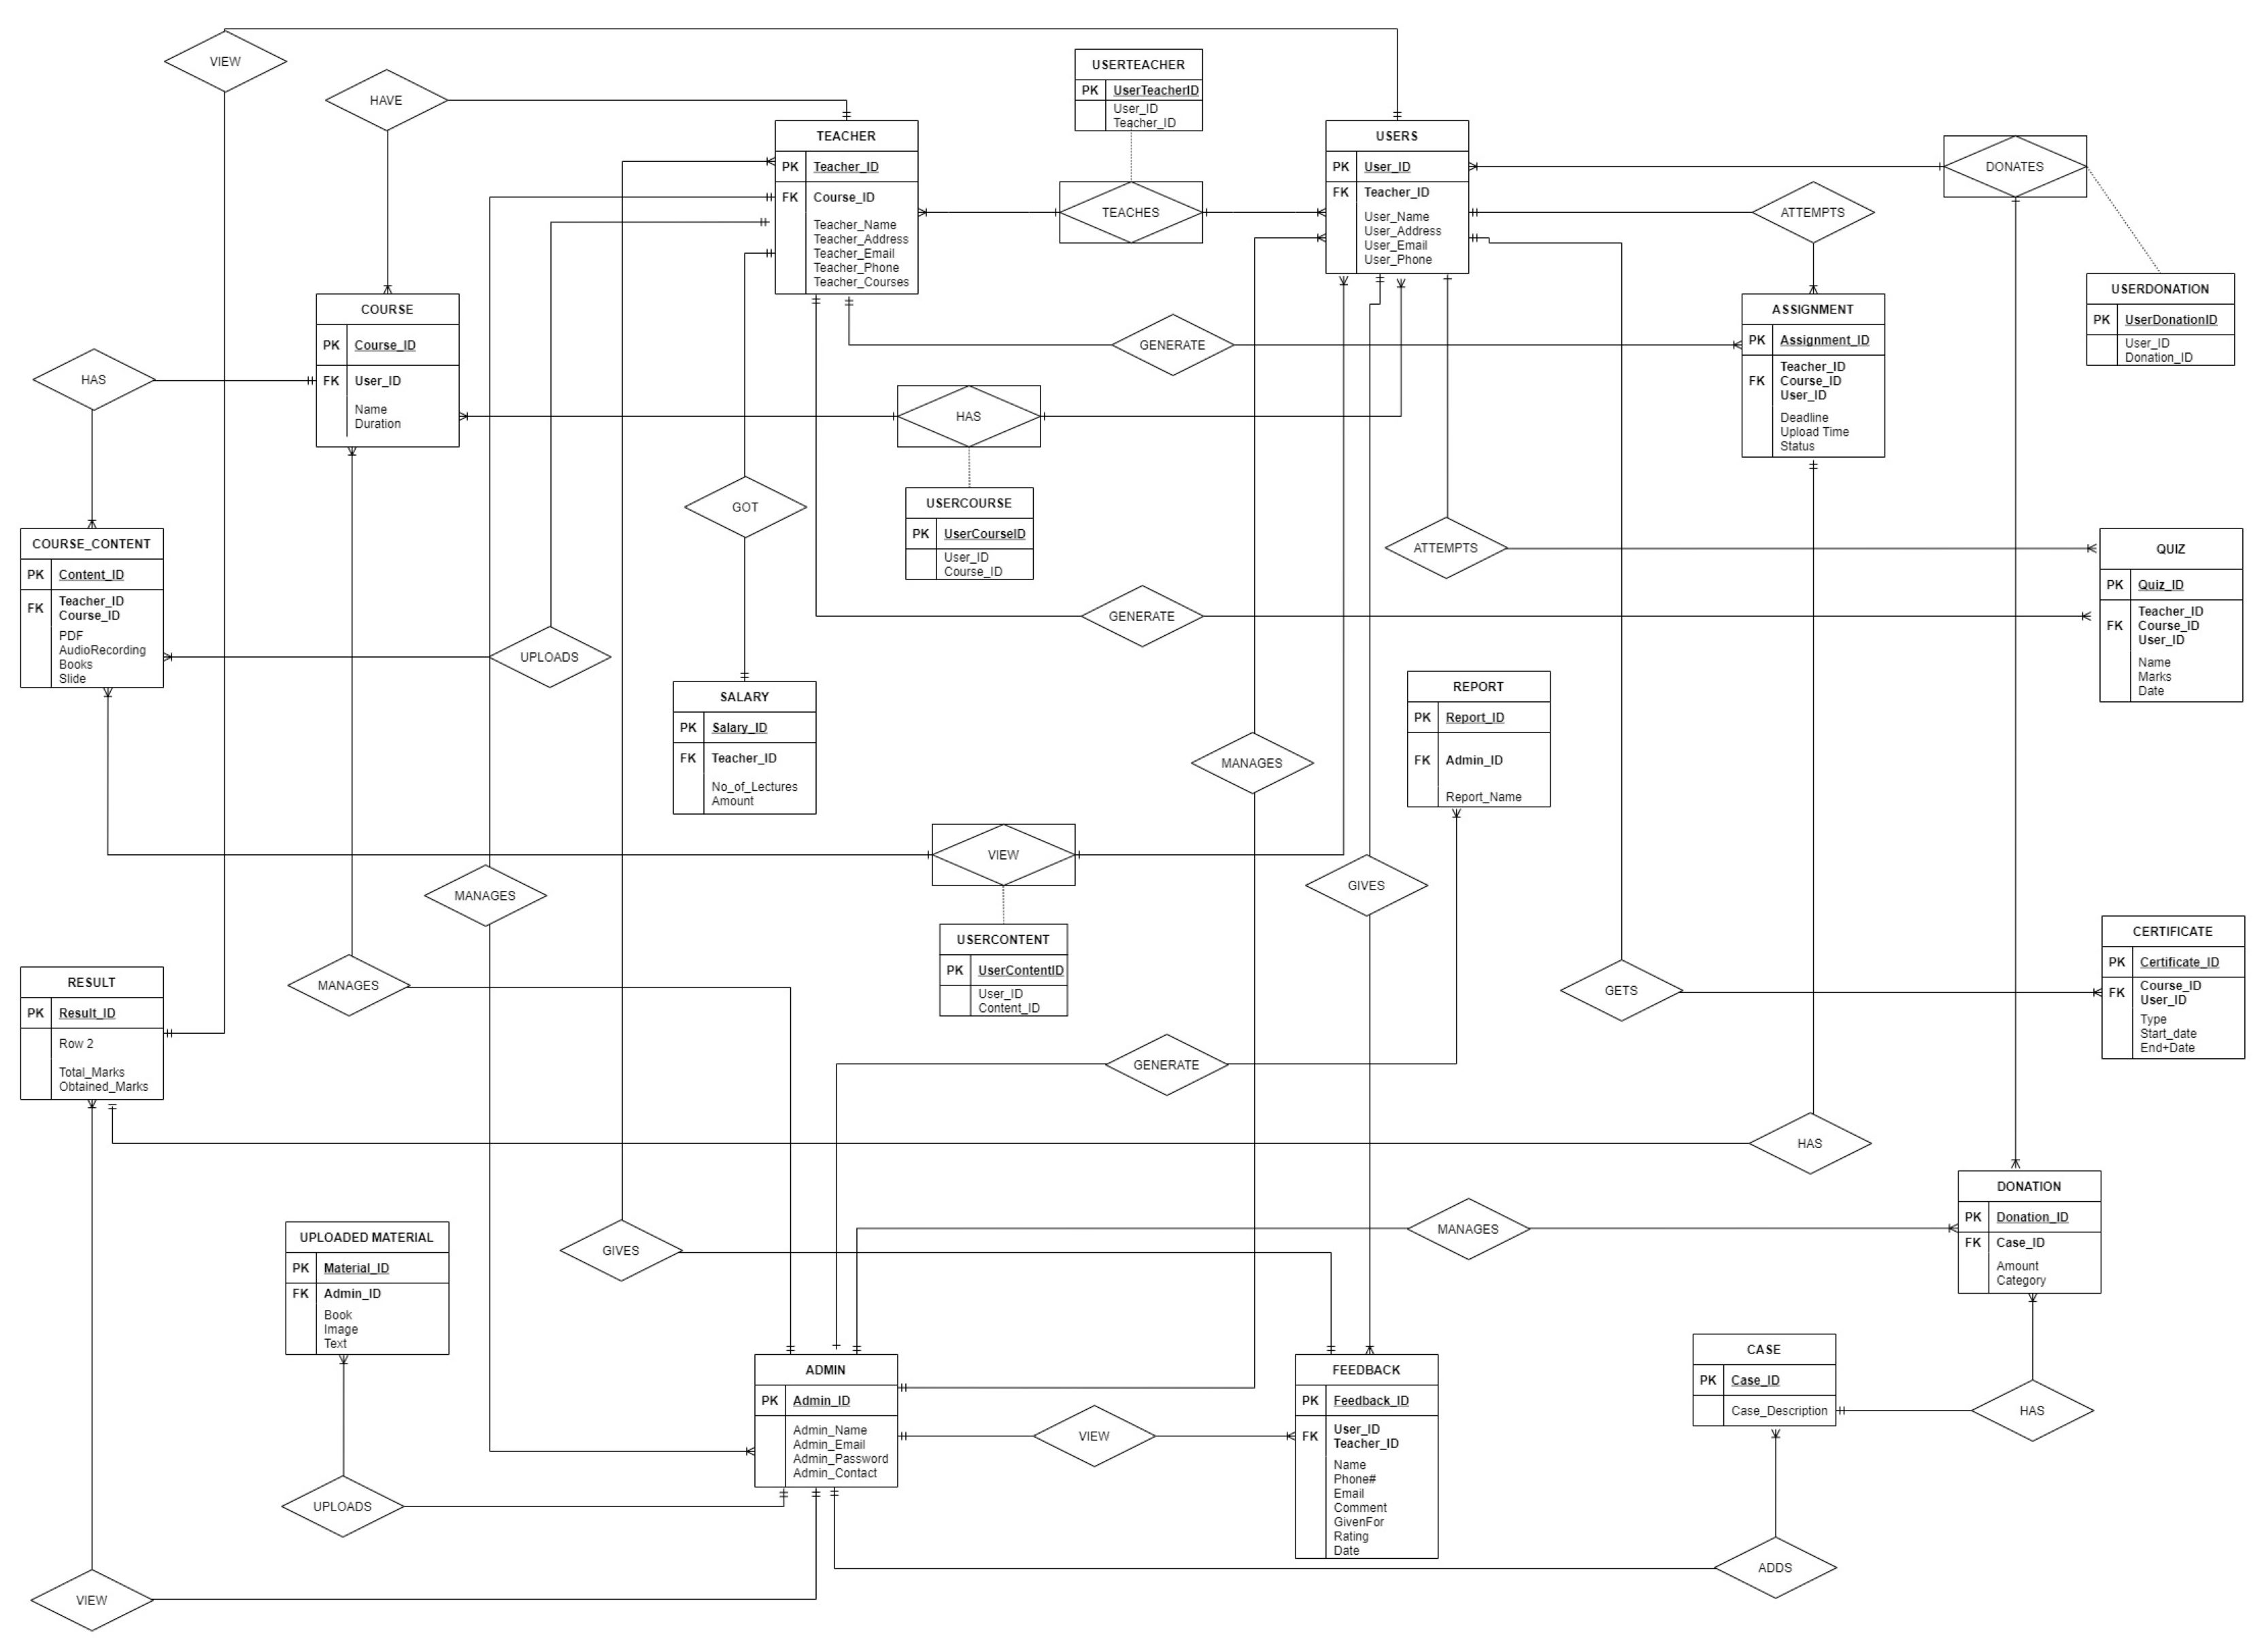 VIEW
HAVE
USERTEACHER
PK UserTeacherID
User_ID
Teacher_ID
TEACHER
PK Teacher_ID
FK Course_ID
Teacher_Name
Teacher_Address
Teacher_Email
Teacher_Phone
Teacher_Courses
TEACHES
USERS
PK User_ID
FK Teacher_ID
User_Name
User_Address
User_Email
User_Phone
DONATES
ATTEMPTS
USERDONATION
PK UserDonationID
User_ID
Donation_ID
COURSE
PK Course_ID
FK User_ID
Name
Duration
HAS
GENERATE
ASSIGNMENT
PK Assignment_ID
Teacher_ID
FK Course_ID
User_ID
Deadline
Upload Time
Status
HAS
USERCOURSE
PK UserCourseID
User_ID
Course_ID
GOT
COURSE_CONTENT
PK Content_ID
Teacher_ID
FK Course_ID
PDF
AudioRecording
Books
Slide
ATTEMPTS
QUIZ
PK Quiz_ID
Teacher_ID
FK Course_ID
User_ID
Name
Marks
Date
GENERATE
UPLOADS
SALARY
PK Salary_ID
FK Teacher_ID
No_of_Lectures
Amount
REPORT
PK Report_ID
FK Admin_ID
Report_Name
MANAGES
VIEW
MANAGES
GIVES
USERCONTENT
PK UserContentID
User_ID
Content_ID
CERTIFICATE
PK Certificate_ID
FK Course_ID
User_ID
Type
Start_date
End+Date
RESULT
PK Result_ID
Row 2
Total_Marks
Obtained_Marks
MANAGES
GETS
GENERATE
HAS
DONATION
PK Donation_ID
FK Case_ID
Amount
Category
UPLOADED MATERIAL
PK Material_ID
FK Admin_ID
Book
Image
Text
GIVES
MANAGES
ADMIN
PK Admin_ID
Admin_Name
Admin_Email
Admin_Password
Admin_Contact
VIEW
FEEDBACK
PK Feedback_ID
User_ID
FK Teacher_ID
Name
Phone#
Email
Comment
GivenFor
Rating
Date
CASE
PK Case_ID
Case_Description
HAS
UPLOADS
ADDS
VIEW